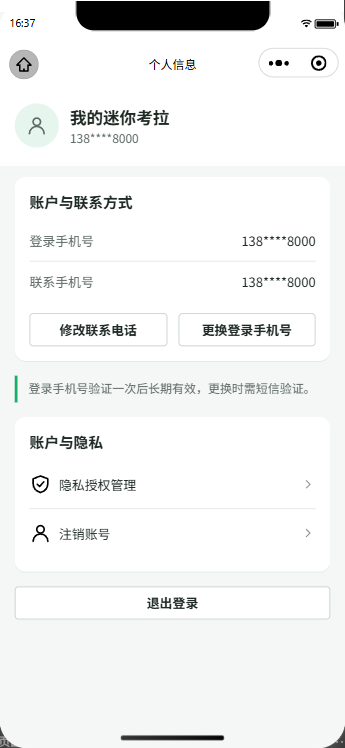 16:37
个人信息
我的迷你考拉
138****8000
账户与联系方式
登录手机号 138****8000
联系手机号 138****8000
修改联系电话 更换登录手机号
登录手机号验证一次后长期有效，更换时需短信验证。
账户与隐私
隐私授权管理
注销账号
退出登录